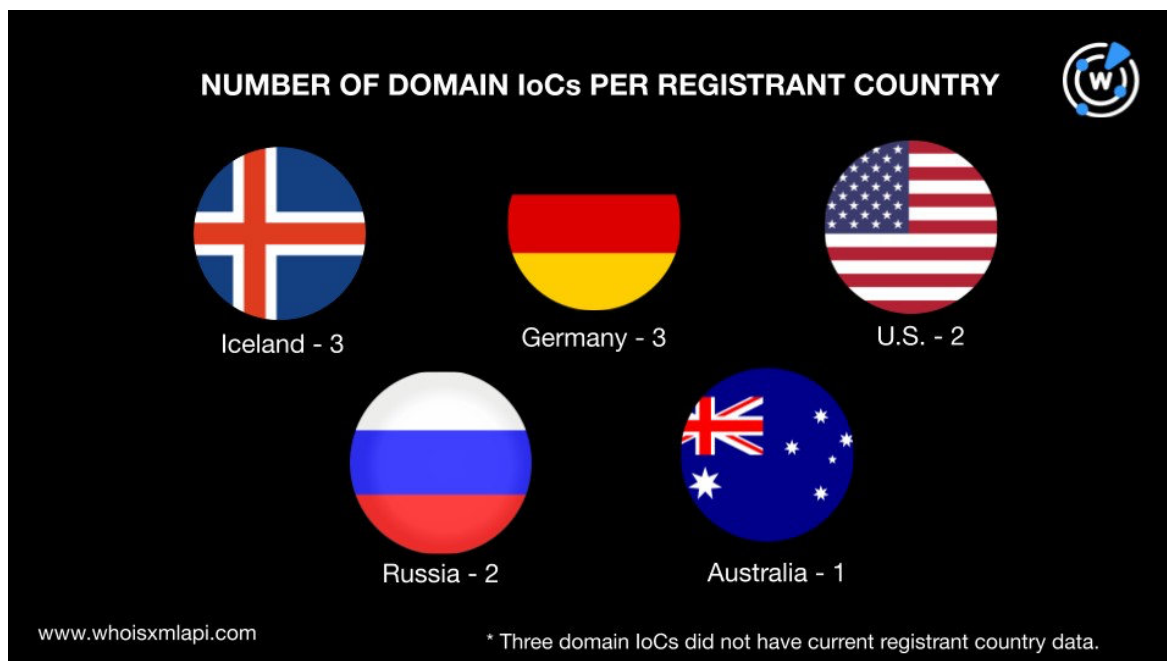 NUMBER OF DOMAIN IoCs PER REGISTRANT COUNTRY
W
Iceland - 3
Germany - 3
U.S. - 2
Russia - 2
Australia - 1
www.whoisxmlapi.com
* Three domain IoCs did not have current registrant country data.